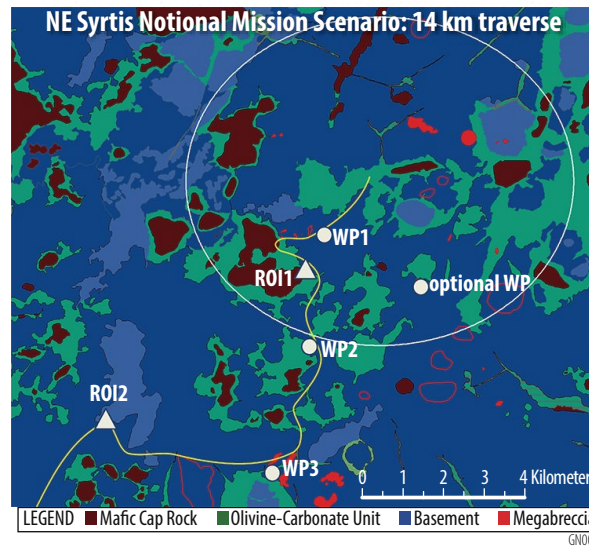 NE Syrtis Notional Mission Scenario: 14 km traverse
WP1
ROI1
optional WP
WP2
ROI2
WP3
0 1 2 3 4 Kilometer
LEGEND Mafic Cap Rock Olivine-Carbonate Unit Basement Megabreccia